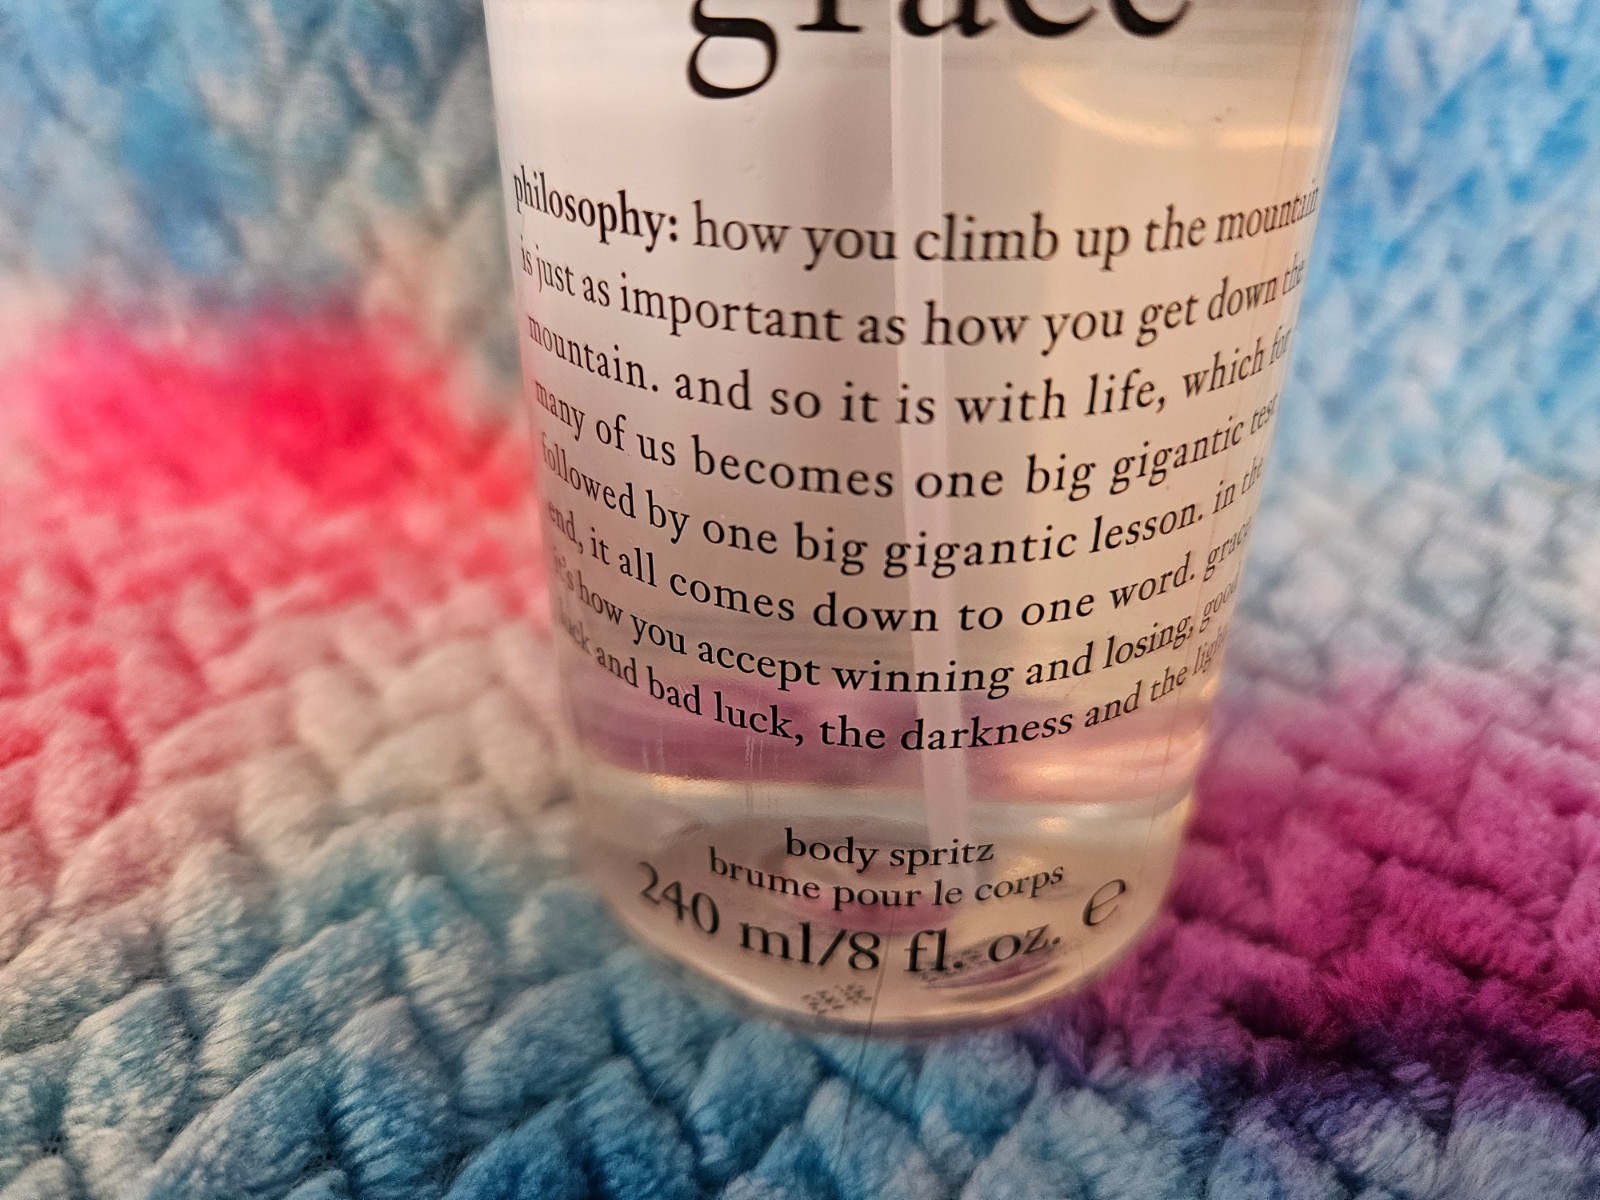 grace
philosophy: how you climb up the mountain
is just as important as how you get down the
mountain. and so it is with life, which for
many of us becomes one big gigantic test
followed by one big gigantic lesson. in the
end, it all comes down to one word. grace
it's how you accept winning and losing, good
luck and bad luck, the darkness and the light
body spritz
brume pour le corps
240 ml/8 fl. oz. e